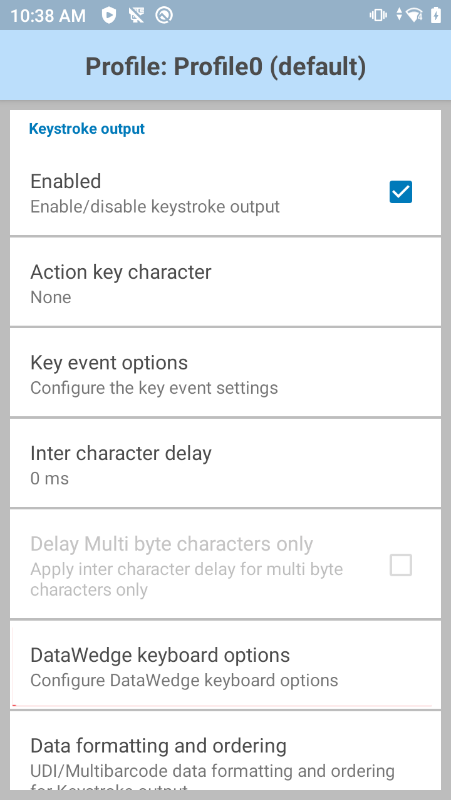 10:38 AM
Profile: Profile0 (default)
Keystroke output
Enabled
Enable/disable keystroke output
Action key character
None
Key event options
Configure the key event settings
Inter character delay
0 ms
Delay Multi byte characters only
Apply inter character delay for multi byte
characters only
DataWedge keyboard options
Configure DataWedge keyboard options
Data formatting and ordering
UDI/Multibarcode data formatting and ordering
for Keystroke output